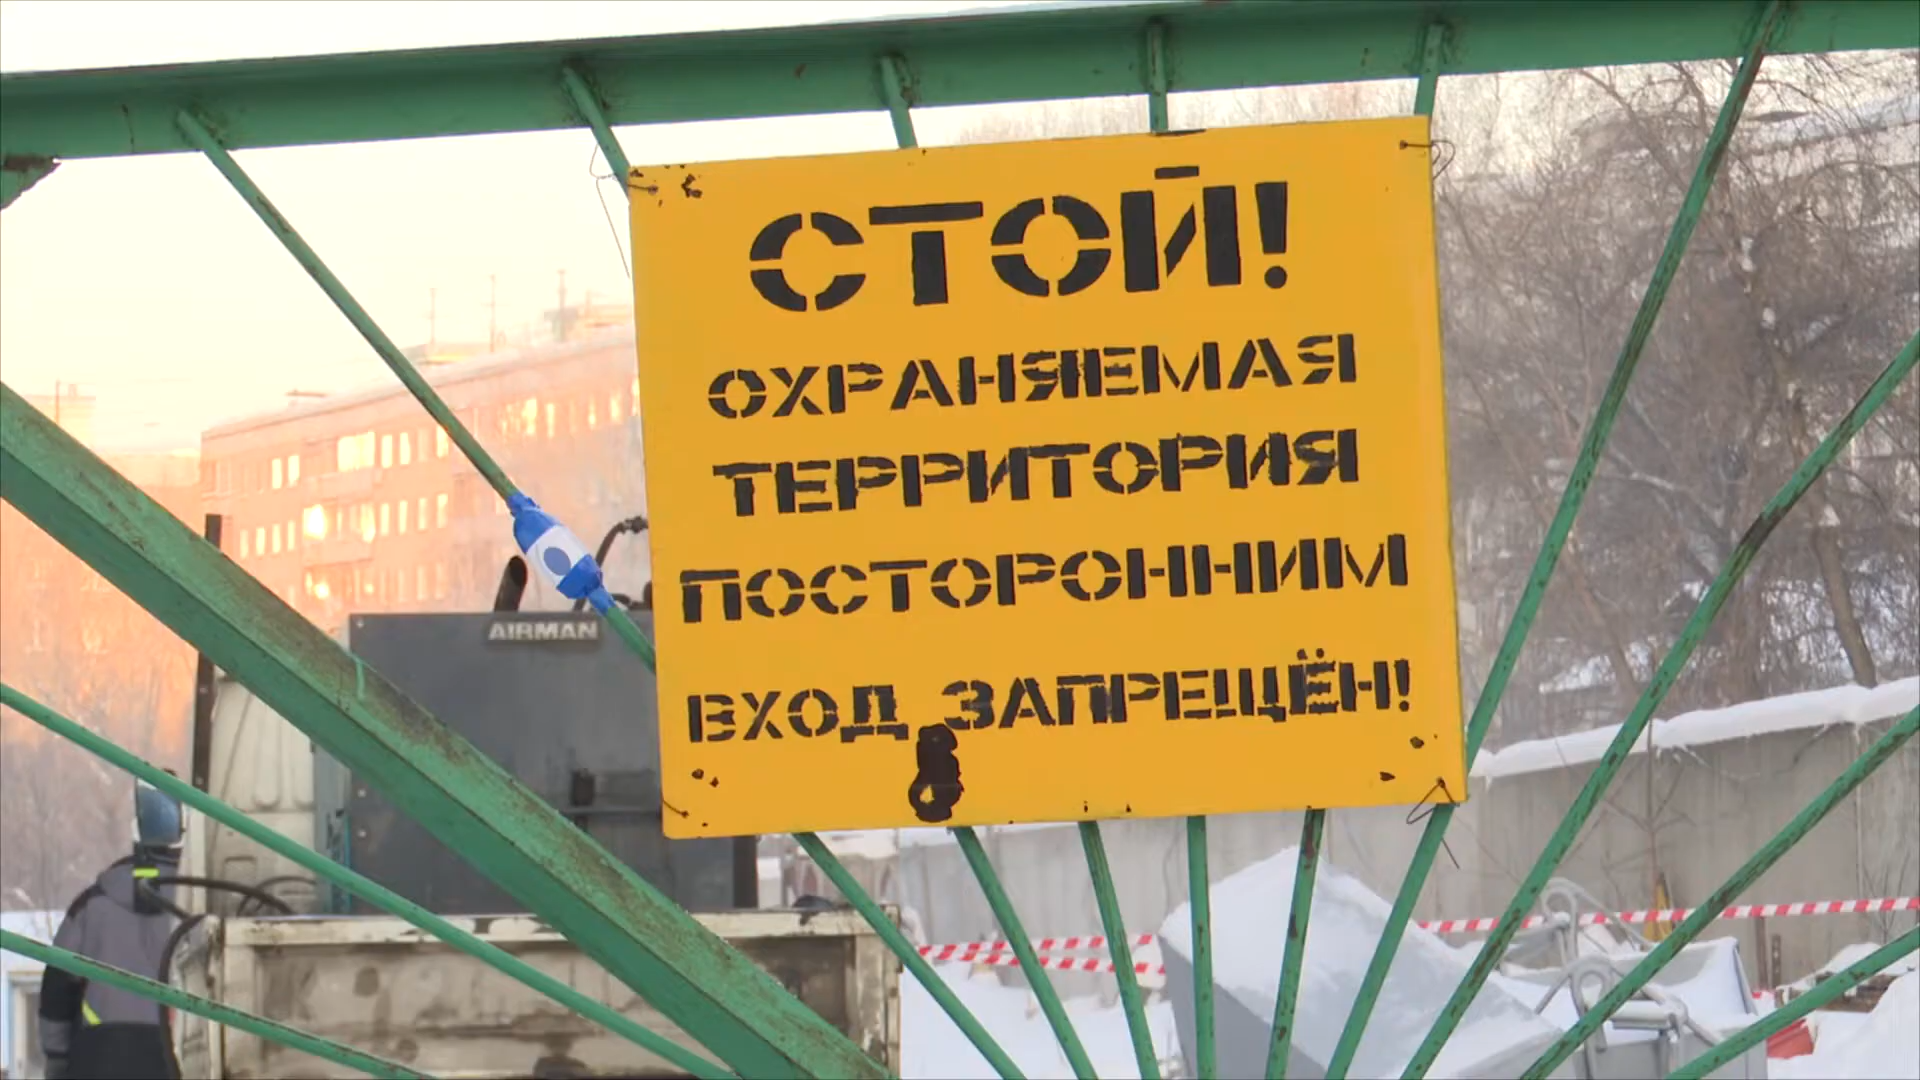 СТОЙ!
ОХРАНЯЕМАЯ
ТЕРРИТОРИЯ
ПОСТОРОННИМ
ВХОД ЗАПРЕЩЁН!
AIRMAN